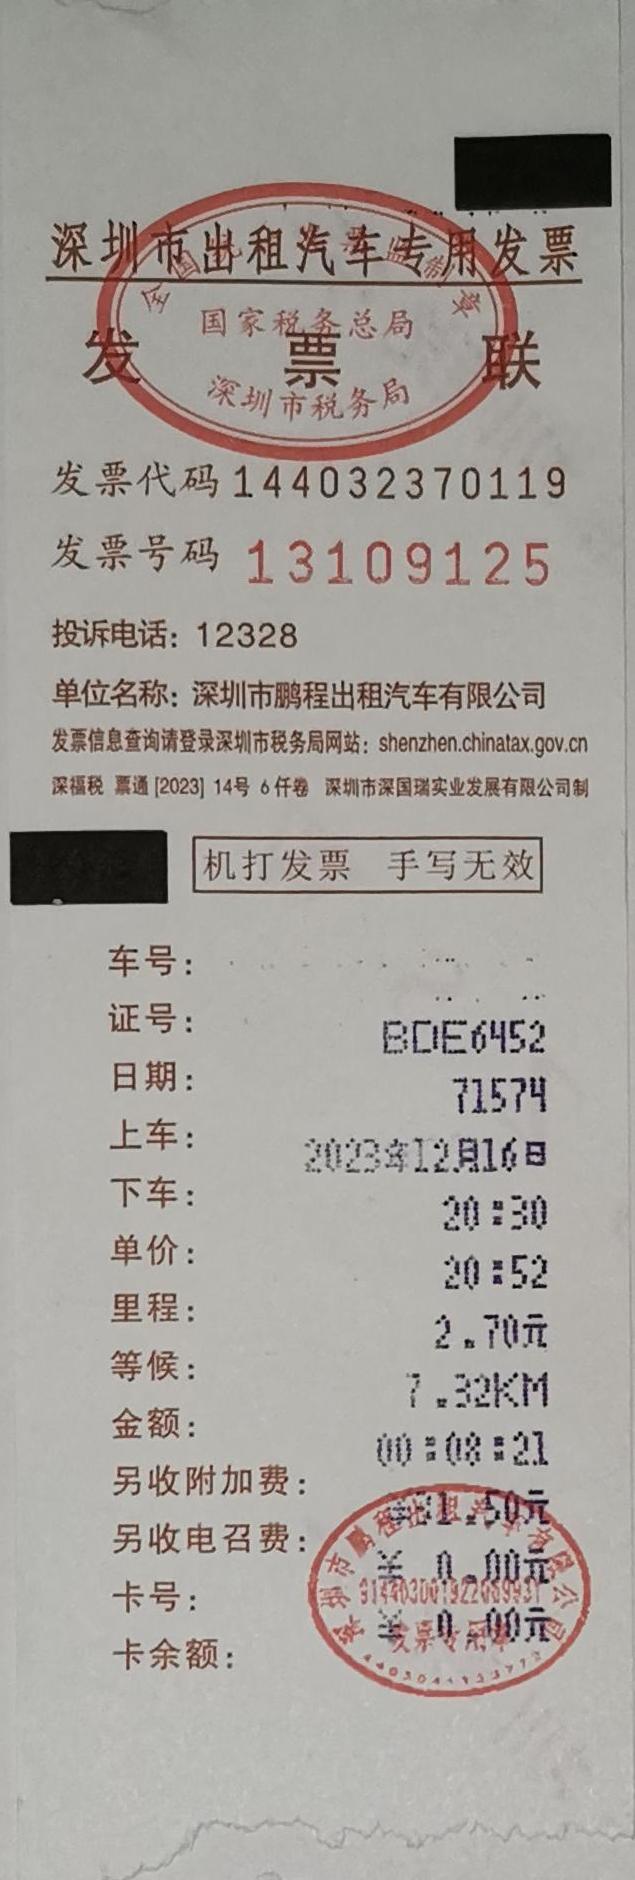 深圳市出租汽车专用发票
全国统一发票监制章
国家税务总局
深圳市税务局
发票联
发票代码 144032370119
发票号码 13109125
投诉电话：12328
单位名称：深圳市鹏程出租汽车有限公司
发票信息查询请登录深圳市税务局网站：shenzhen.chinatax.gov.cn
深福税 票通 [2023] 14号 6仟卷 深圳市深国瑞实业发展有限公司制
机打发票 手写无效
车号：
证号：
BDE6452
日期：
71574
上车：
2023年12月16日
下车：
20:30
单价：
20:52
里程：
2.70元
等候：
7.32KM
金额：
00:08:21
另收附加费：
31.50元
另收电召费：
0.00元
卡号：
0.00元
卡余额：
深圳市鹏程出租汽车有限公司
发票专用章